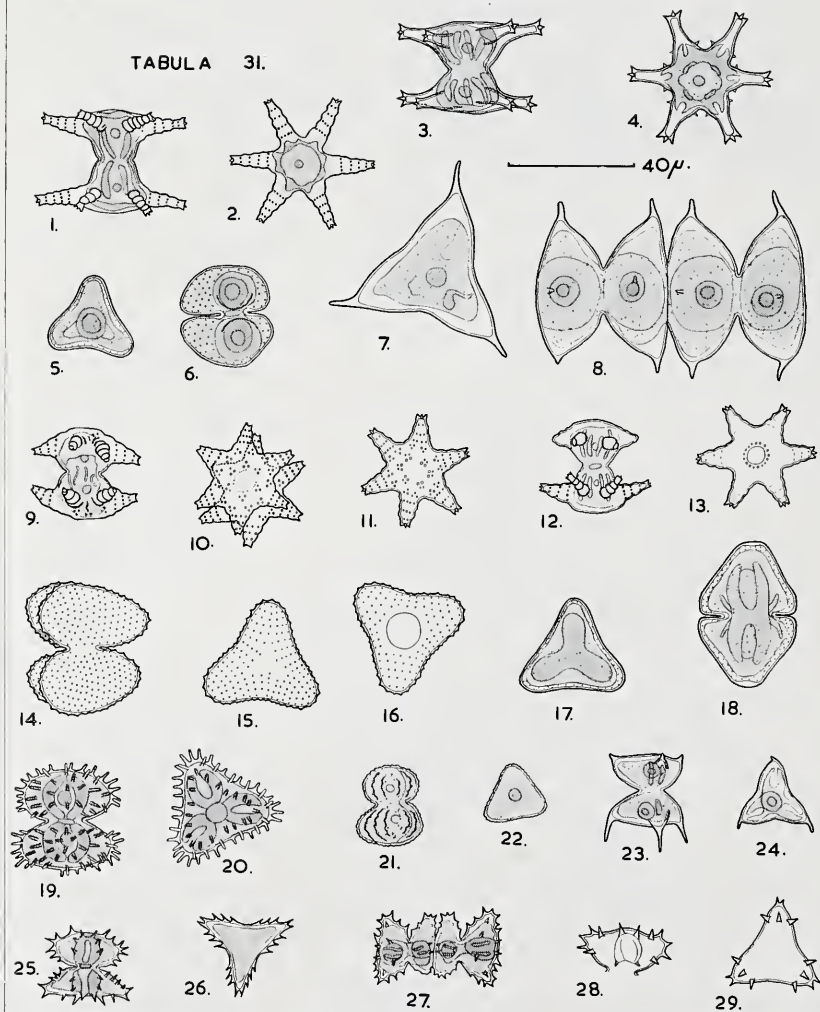 TABULA 31.
3. 4.
40µ.
1. 2.
5. 6. 7. 8.
9. 10. 11. 12. 13.
14. 15. 16. 17. 18.
19. 20. 21. 22. 23. 24.
25. 26. 27. 28. 29.